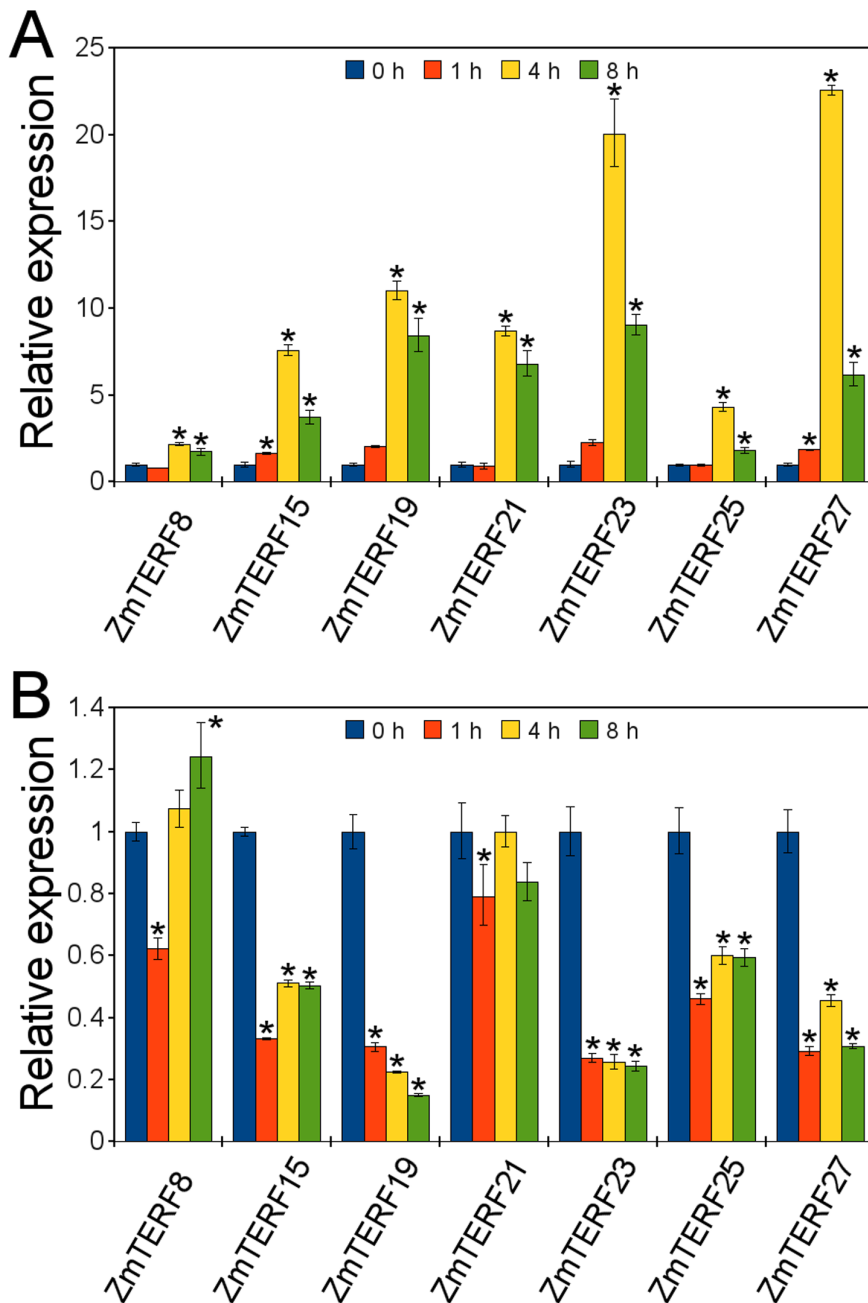 A
25
20
15
10
5
0
Relative expression
0 h 1 h 4 h 8 h
* * * * * * * * * * * * * * * *
ZmTERF8 ZmTERF15 ZmTERF19 ZmTERF21 ZmTERF23 ZmTERF25 ZmTERF27
B
1.4
1.2
1
0.8
0.6
0.4
0.2
0
Relative expression
0 h 1 h 4 h 8 h
* * * * * * * * * * * * * * * * * *
ZmTERF8 ZmTERF15 ZmTERF19 ZmTERF21 ZmTERF23 ZmTERF25 ZmTERF27